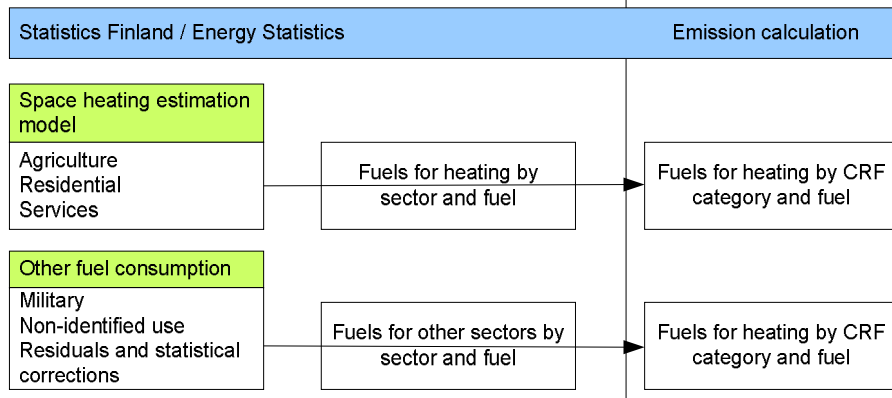 Statistics Finland / Energy Statistics
Emission calculation
Space heating estimation
model
Agriculture
Residential
Services
Fuels for heating by
sector and fuel
Fuels for heating by CRF
category and fuel
Other fuel consumption
Military
Non-identified use
Residuals and statistical
corrections
Fuels for other sectors by
sector and fuel
Fuels for heating by CRF
category and fuel